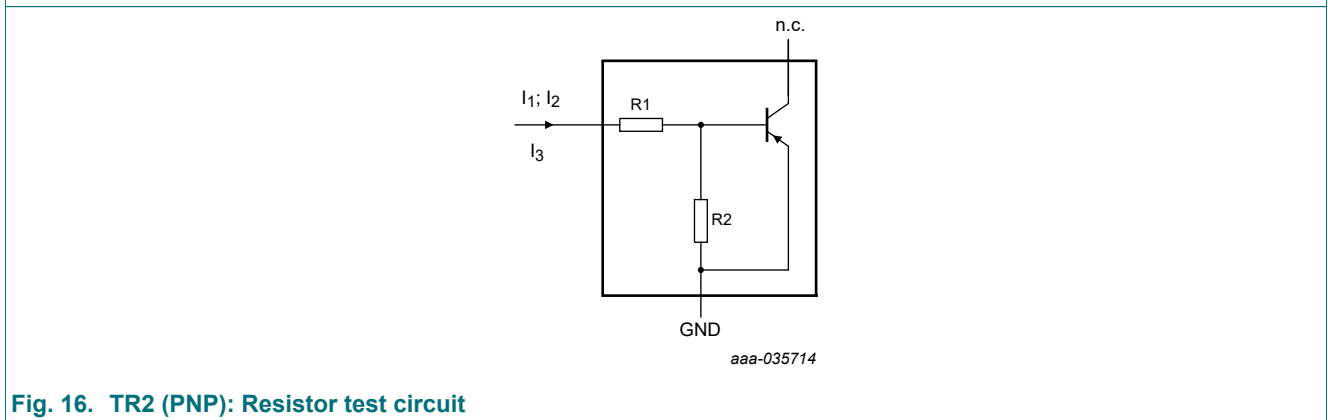 n.c.
I1; I2
R1
I3
R2
GND
aaa-035714
Fig. 16. TR2 (PNP): Resistor test circuit